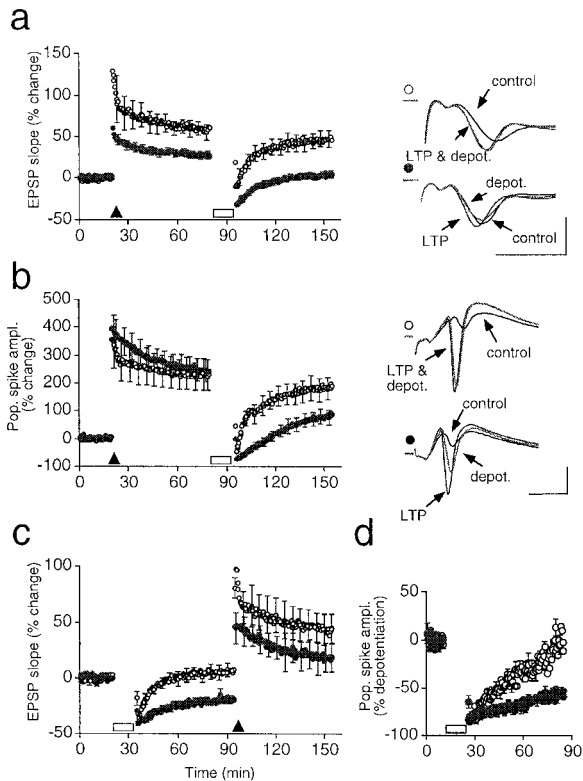 a
EPSP slope (% change)
150
100
50
0
-50
0 30 60 90 120 150
control
LTP & depot.
depot.
LTP
control
b
Pop. spike ampl.
(% change)
500
400
300
200
100
0
-100
0 30 60 90 120 150
control
LTP &
depot.
control
depot.
LTP
c
EPSP slope (% change)
100
50
0
-50
0 30 60 90 120 150
Time (min)
d
Pop. spike ampl.
(% depotentiation)
50
0
-50
-100
0 30 60 90